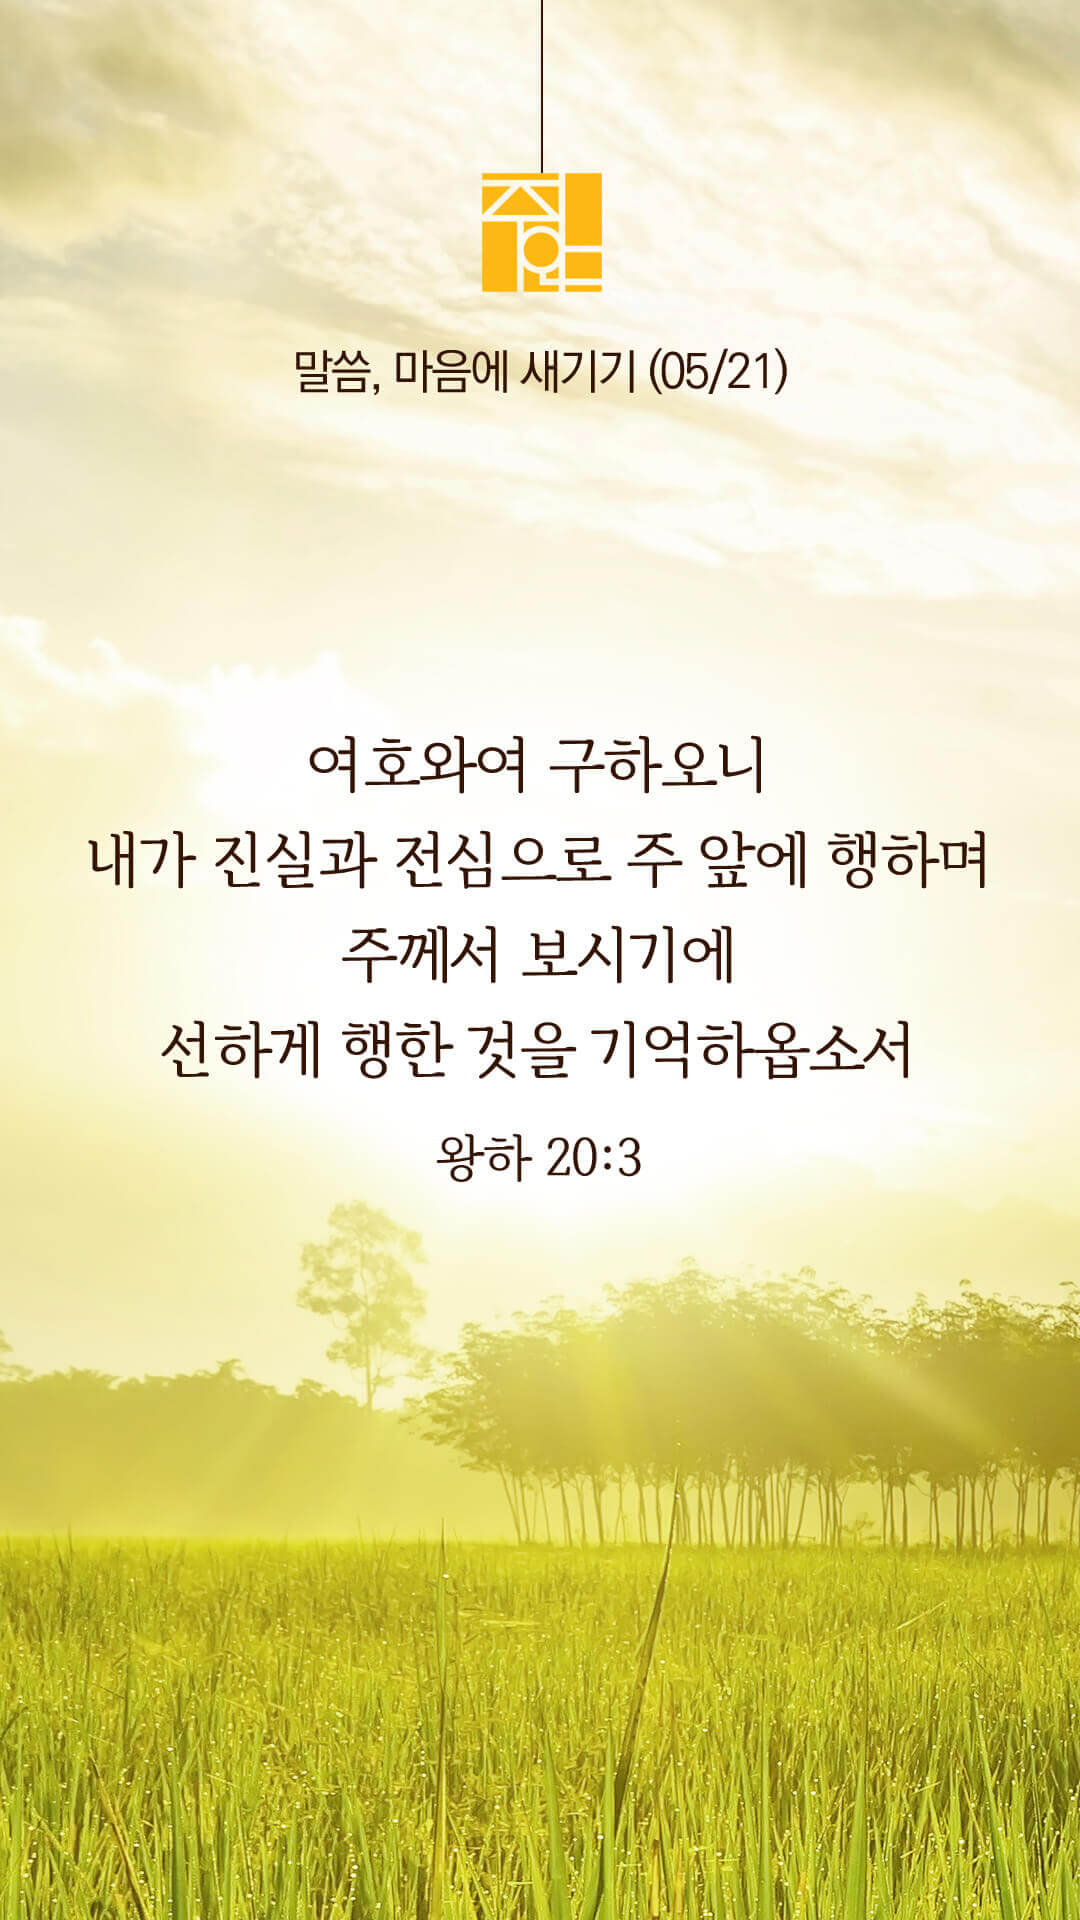 주인
말씀, 마음에 새기기 (05/21)
여호와여 구하오니
내가 진실과 전심으로 주 앞에 행하며
주께서 보시기에
선하게 행한 것을 기억하옵소서
왕하 20:3